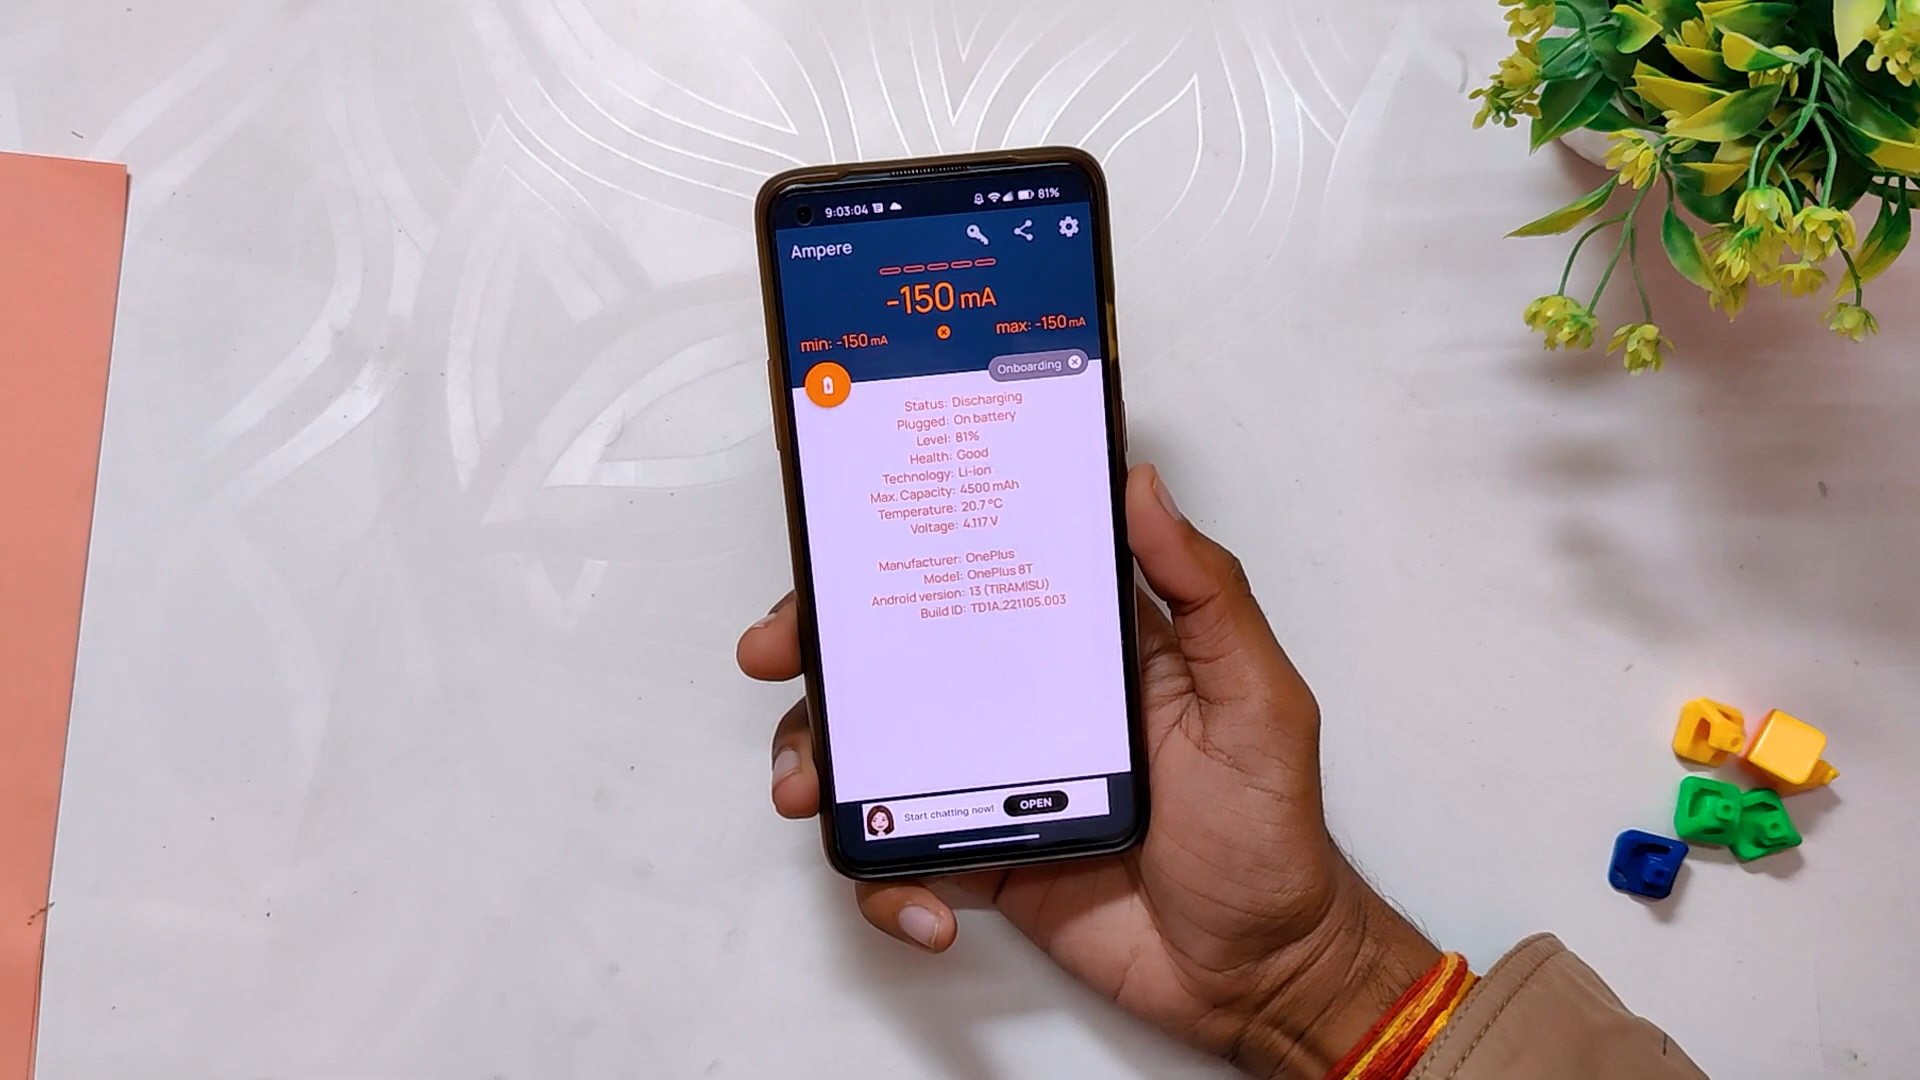 9:03:04 81%
Ampere
-150 mA
min: -150 mA max: -150 mA
Onboarding
Status: Discharging
Plugged: On battery
Level: 81%
Health: Good
Technology: Li-ion
Max. Capacity: 4500 mAh
Temperature: 20.7 °C
Voltage: 4.117 V
Manufacturer: OnePlus
Model: OnePlus 8T
Android version: 13 (TIRAMISU)
Build ID: TD1A.221105.003
Start chatting now! OPEN